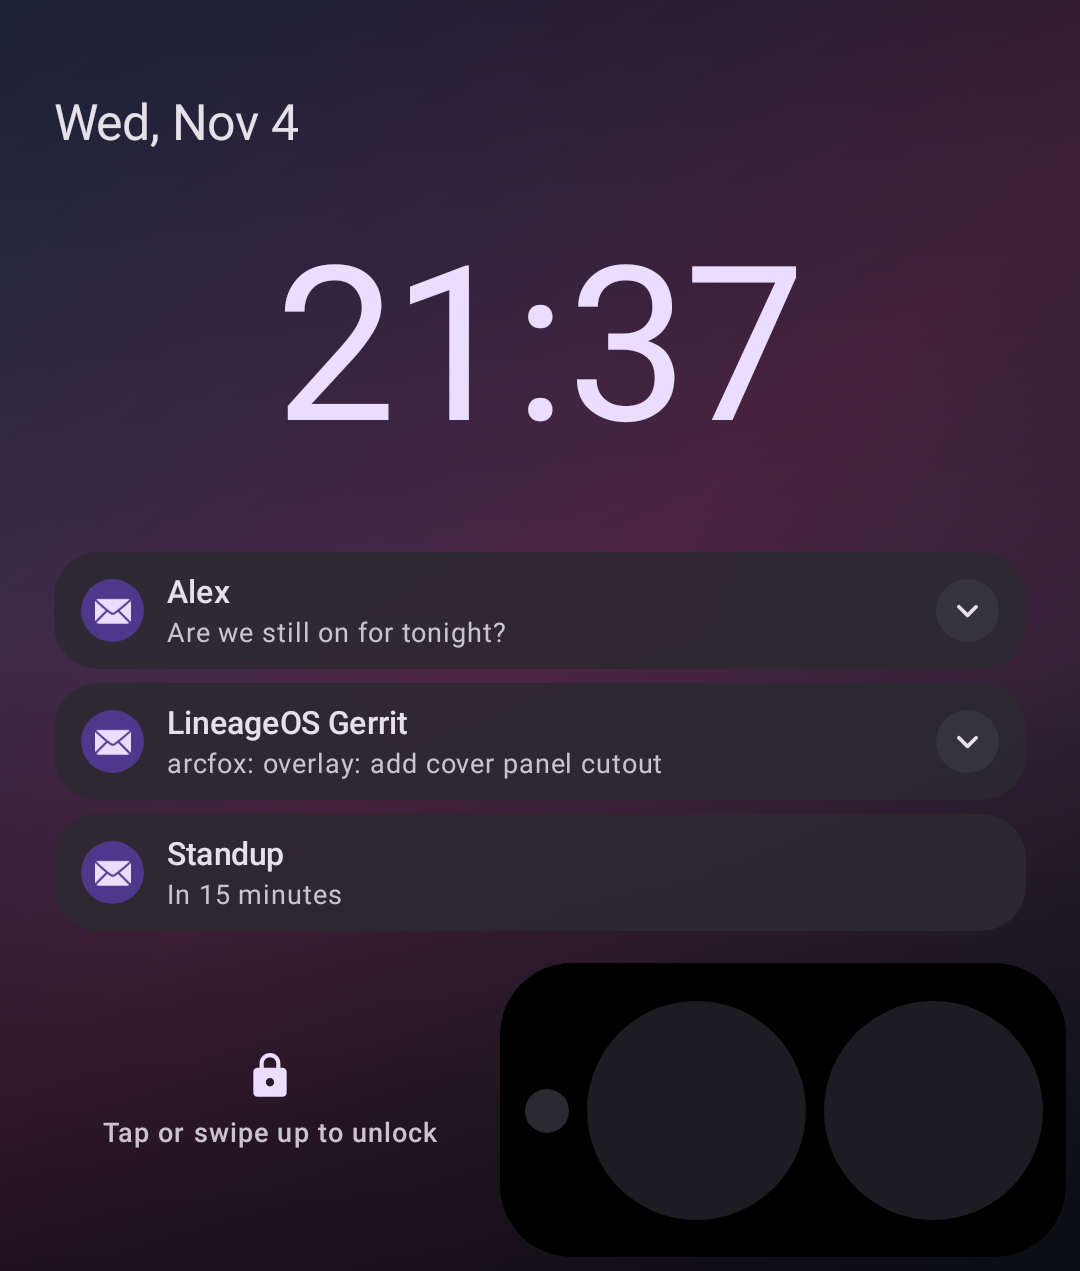 Wed, Nov 4
21:37
Alex
Are we still on for tonight?
LineageOS Gerrit
arcfox: overlay: add cover panel cutout
Standup
In 15 minutes
Tap or swipe up to unlock